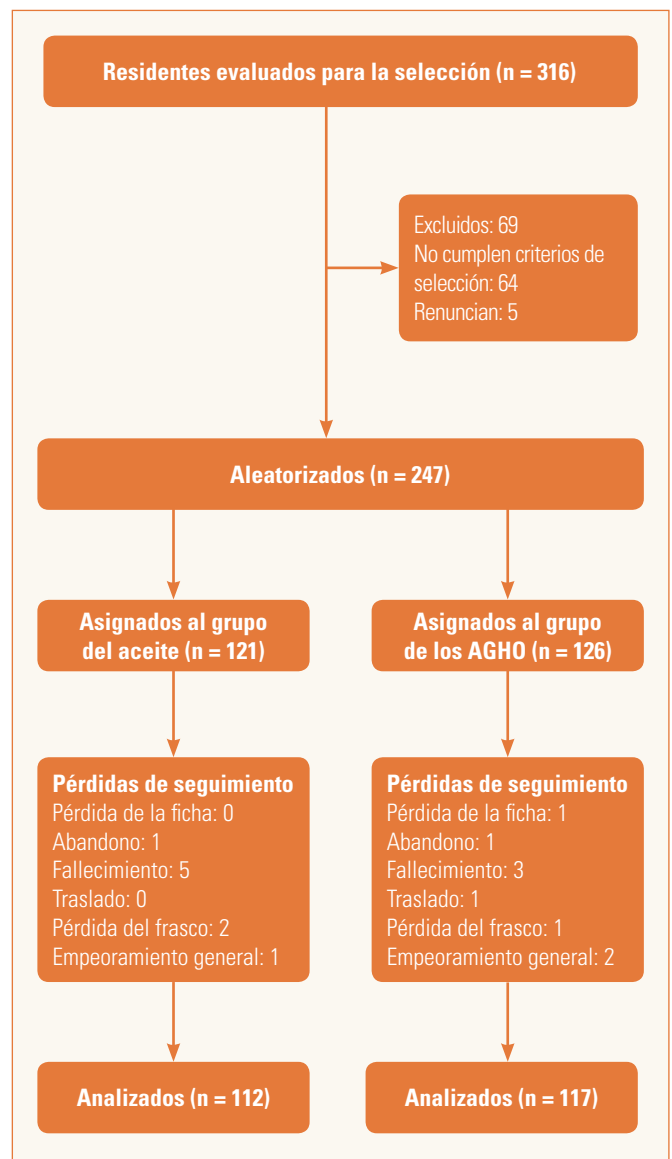 Residentes evaluados para la selección (n = 316)
Excluidos: 69
No cumplen criterios de
selección: 64
Renuncian: 5
Aleatorizados (n = 247)
Asignados al grupo
del aceite (n = 121)
Asignados al grupo
de los AGHO (n = 126)
Pérdidas de seguimiento
Pérdida de la ficha: 0
Abandono: 1
Fallecimiento: 5
Traslado: 0
Pérdida del frasco: 2
Empeoramiento general: 1
Pérdidas de seguimiento
Pérdida de la ficha: 1
Abandono: 1
Fallecimiento: 3
Traslado: 1
Pérdida del frasco: 1
Empeoramiento general: 2
Analizados (n = 112)
Analizados (n = 117)